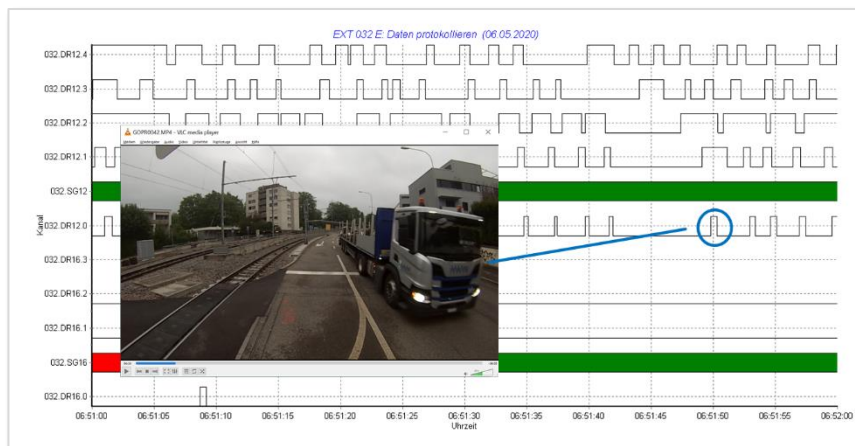 EXT 032 E: Daten protokollieren (06.05.2020)
032.DR12.4
032.DR12.3
032.DR12.2
032.DR12.1
032.SG12
032.DR12.0
032.DR16.3
032.DR16.2
032.DR16.1
032.SG16
032.DR16.0
Kanal
GOPR0042.MP4 - VLC media player
06:51:00 06:51:05 06:51:10 06:51:15 06:51:20 06:51:25 06:51:30 06:51:35 06:51:40 06:51:45 06:51:50 06:51:55 06:52:00
Uhrzeit